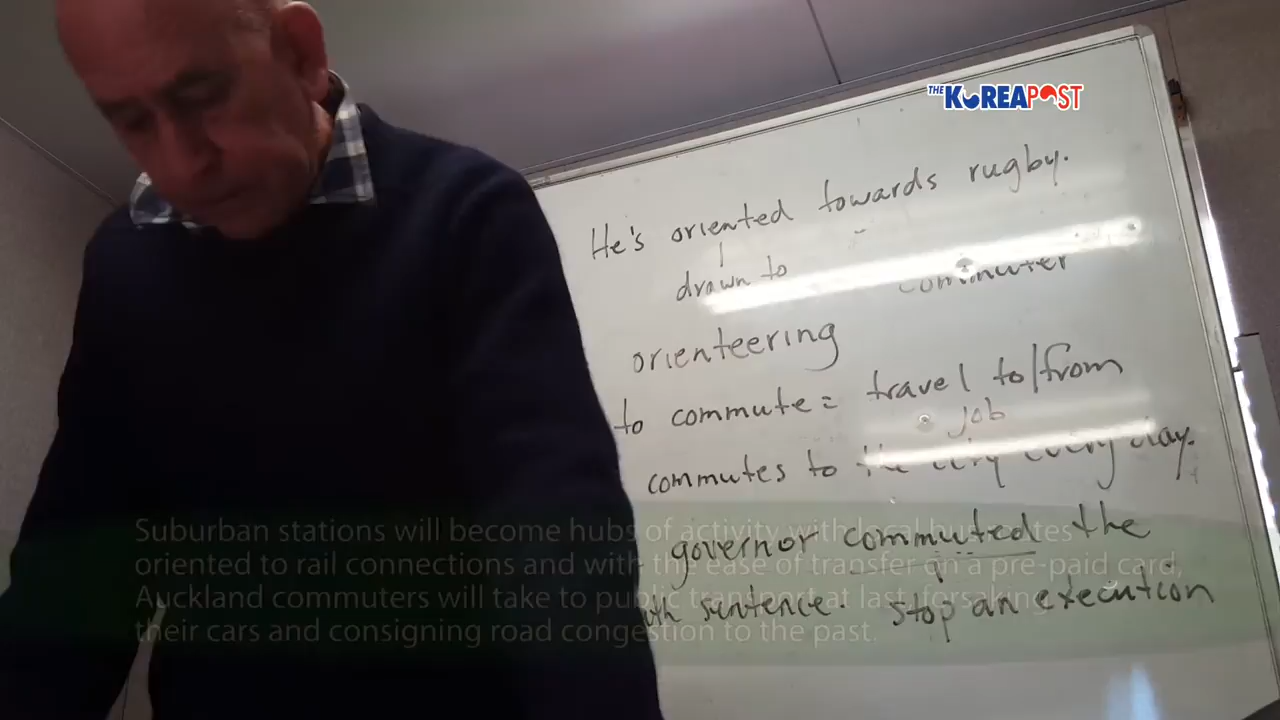 THE KOREAPOST
He's oriented towards rugby.
drawn to
commuter
orienteering
to commute = travel to/from
job
commutes to the city every day.
governor commuted the
sentence. stop an execution
Suburban stations will become hubs of activity with local bus routes
oriented to rail connections and with the ease of transfer on a pre-paid card,
Auckland commuters will take to public transport at last forsaking
their cars and consigning road congestion to the past.